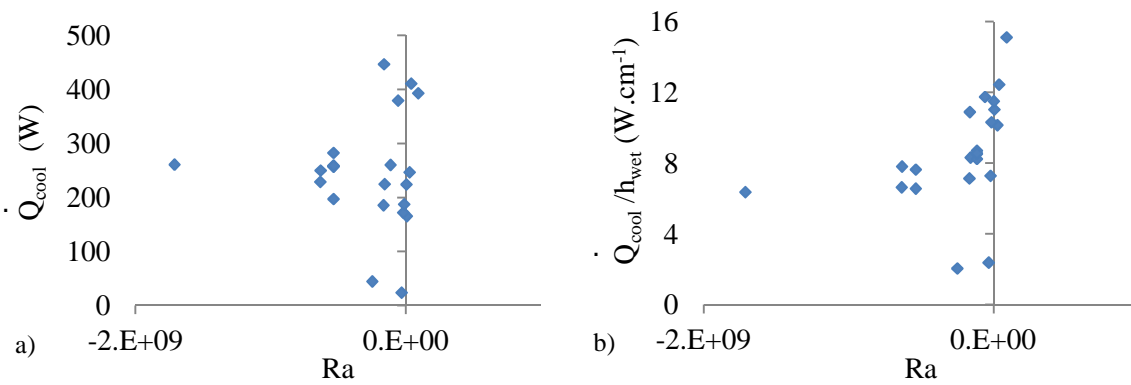 500
400
300
200
100
0
Q̇cool (W)
-2.E+09
0.E+00
Ra
a)
16
12
8
4
0
Q̇cool /hwet (W.cm-1)
-2.E+09
0.E+00
Ra
b)